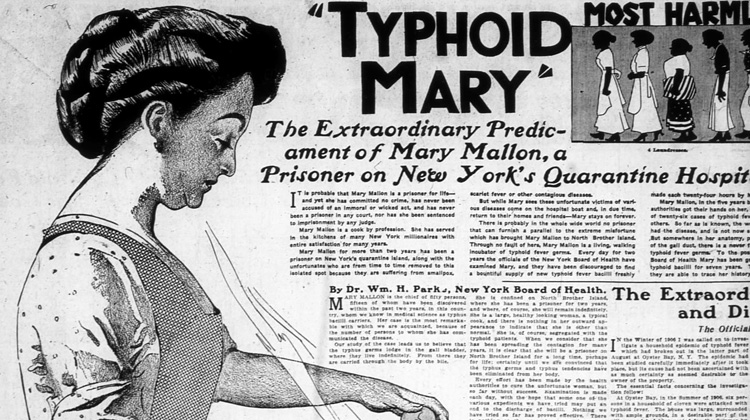 "TYPHOID
MARY"
MOST HARM
The Extraordinary Predic-
ament of Mary Mallon, a
Prisoner on New York's Quarantine Hospit
4 Laundresses.
IT is probable that Mary Mallon is a prisoner for life—
and yet she has committed no crime, has never been
accused of an immoral or wicked act, and has never
been a prisoner in any court, nor has she been sentenced
to imprisonment by any judge.
Mary Mallon is a cook by profession. She has served
in the kitchens of many New York millionaires with
entire satisfaction for many years.
Mary Mallon for more than two years has been a
prisoner on New York's quarantine Island, along with the
unfortunates who are from time to time removed to this
isolated spot because they are suffering from smallpox,
scarlet fever or other contagious diseases.
But while Mary sees these unfortunate victims of vari-
ous diseases come on the hospital boat and, in due time,
return to their homes and friends—Mary stays on forever.
There is probably in the whole wide world no prisoner
that can furnish a parallel to the extreme misfortune
which has brought Mary Mallon to North Brother Island.
Through no fault of hers, Mary Mallon is a living, walking
incubator of typhoid fever germs. Every day for two
years the officials of the New York Board of Health have
examined Mary, and they have been discouraged to find a
bountiful supply of new typhoid fever bacilli freshly
made each twenty-four hours by
Mary Mallon, in the five years b
authorities got their hands on her,
of twenty-six cases of typhoid
others. So far as is known, the w
had the disease, and is not now s
But somewhere in her anatomy,
of the gall duct, there is a never
typhoid fever germs. To the
Board of Health Mary has been
typhoid bacilli for seven years.
they are able to trace her history
By Dr. Wm. H. Park, New York Board of Health.
MARY MALLON is the chief of fifty persons,
fifteen of whom have been discovered
within the past two years, in this coun-
try, whom we know in medical science as typhus
bacilli carriers. Her case is the most remarka-
ble with which we are acquainted, because of
the number of persons to whom she has com-
municated the disease.
Our study of the case leads us to believe that
the typhus germs lodge in the gall bladder,
where they live indefinitely. From there they
are carried through the body by the bile.
She is confined on North Brother Island,
where she has been a prisoner for two years,
and where, of course, she will remain indefinitely.
She is a large, healthy looking woman, a typical
cook, and there is nothing in her outward ap-
pearance to indicate that she is other than
normal. She is, of course, segregated with the
typhoid patients. When we consider that she
has been spreading the contagion for many
years, it is clear that she will be a prisoner on
North Brother Island for a long time, perhaps
for life; certainly until we are convinced that
the typhus germs and typhus tendencies have
been eliminated from her body.
Every effort has been made by the health
authorities to cure the unfortunate woman, but
so far without success. Examination is made
each day, with the hope that some one of the
various expedients we have tried may put an
end to the discharge of bacilli. Nothing we
have tried so far has proved effective. There
The Extraord
and Di
The Official
IN the Winter of 1906 I was called on to inves-
tigate a household epidemic of typhoid fever
which had broken out in the latter part of
August at Oyster Bay, N. Y. The epidemic had
been studied carefully immediately after it took
place, but its cause had not been ascertained with
as much certainty as seemed desirable to the
owner of the property.
The essential facts concerning the investiga-
tion follow:
At Oyster Bay, in the Summer of 1906, six per-
sons in a household of eleven were attacked with
typhoid fever. The house was large, surrounded
with ample grounds, in a desirable part of the